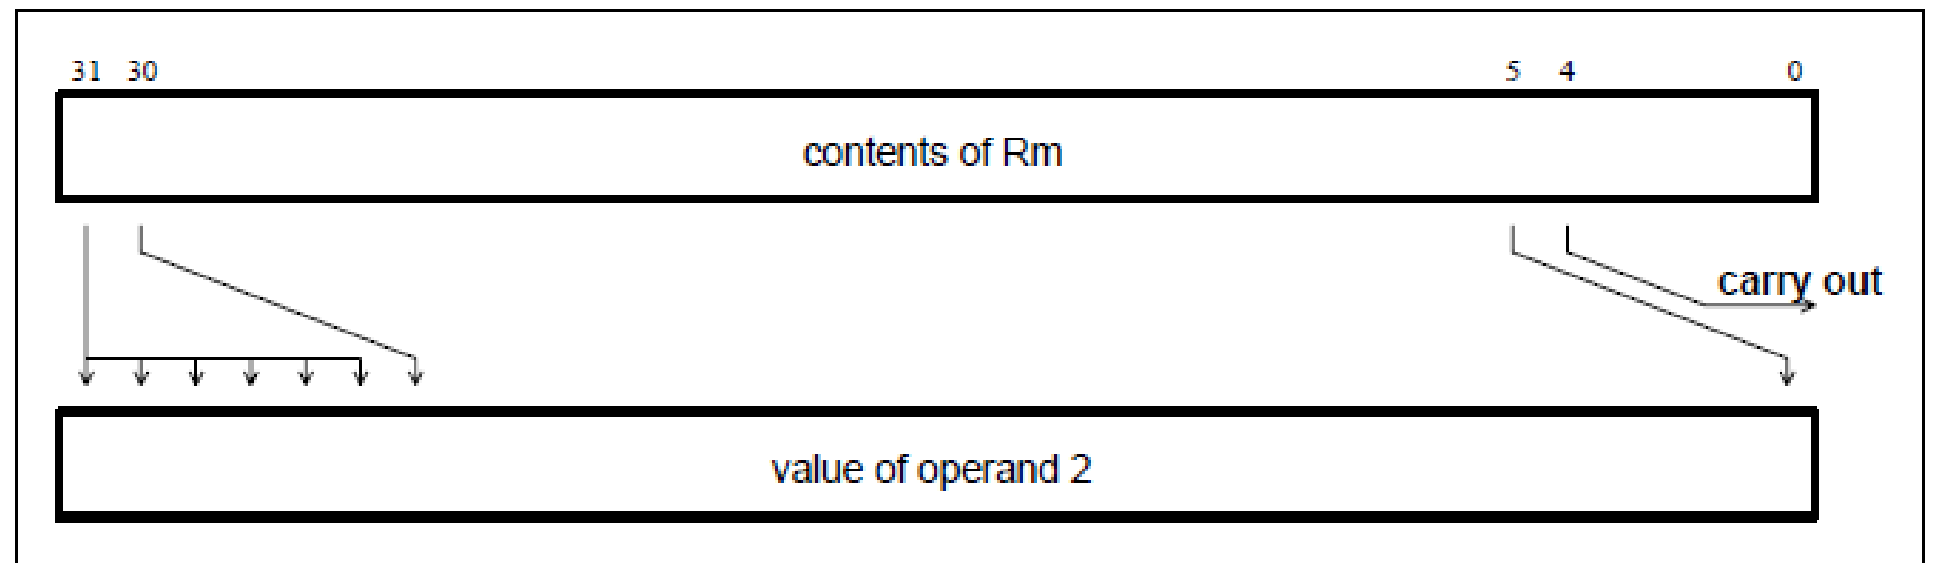 31 30 5 4 0
contents of Rm
carry out
value of operand 2